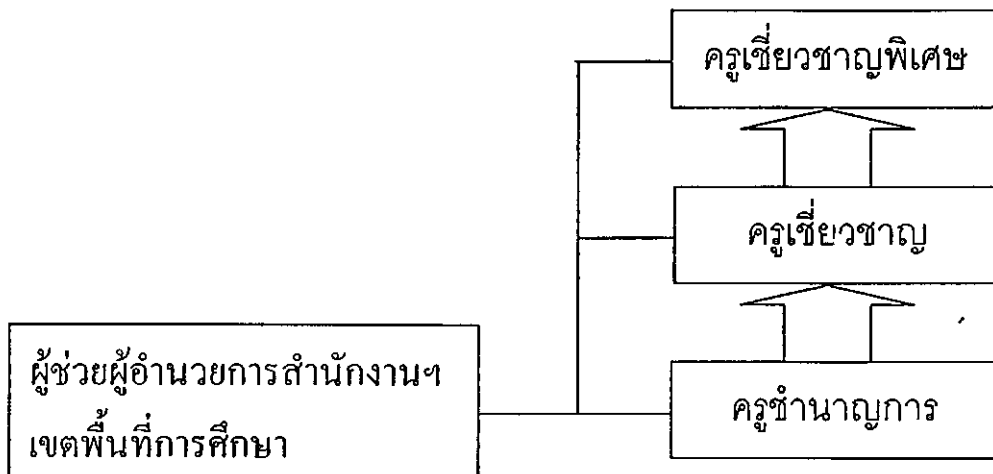 ครูเชี่ยวชาญพิเศษ
ครูเชี่ยวชาญ
ผู้ช่วยผู้อำนวยการสำนักงานฯ
เขตพื้นที่การศึกษา
ครูชำนาญการ